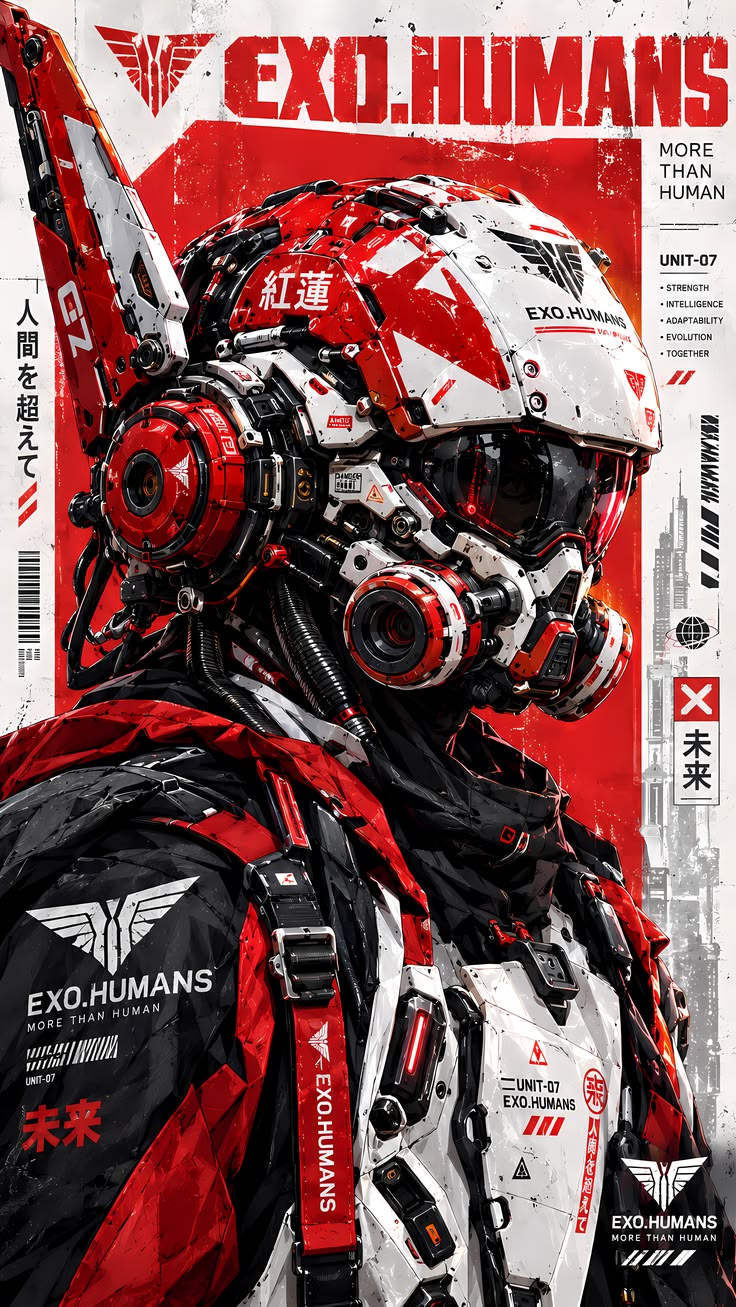 EXO.HUMANS
MORE
THAN
HUMAN
UNIT-07
• STRENGTH
• INTELLIGENCE
• ADAPTABILITY
• EVOLUTION
• TOGETHER
紅蓮
EXO.HUMANS
人間を超えて
未来
EXO.HUMANS
MORE THAN HUMAN
UNIT-07
未来
EXO.HUMANS
UNIT-07
EXO.HUMANS
人間を超えて
EXO.HUMANS
MORE THAN HUMAN